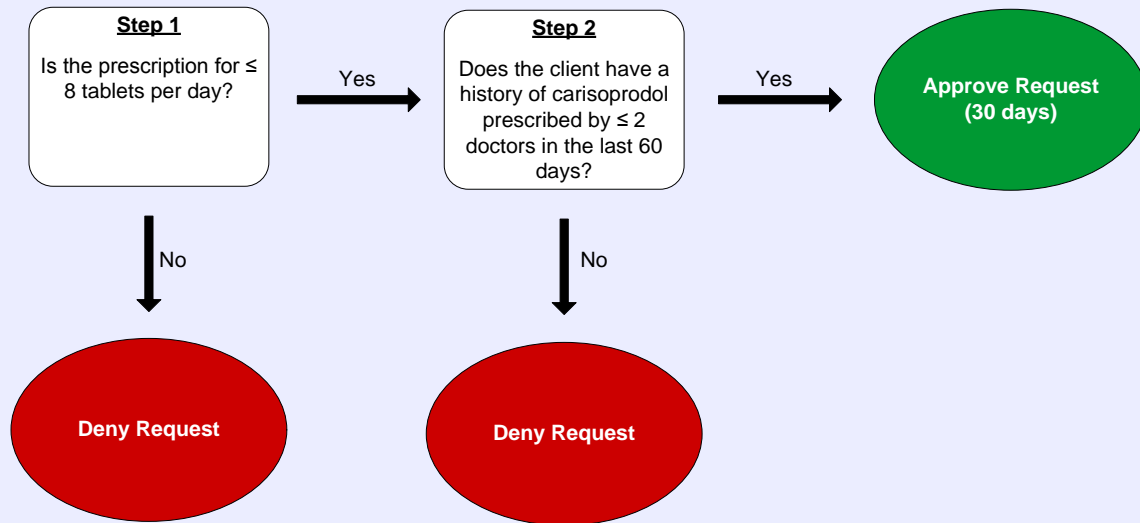 Step 1
Is the prescription for ≤
8 tablets per day?
Yes
Step 2
Does the client have a
history of carisoprodol
prescribed by ≤ 2
doctors in the last 60
days?
Yes
Approve Request
(30 days)
No
No
Deny Request
Deny Request